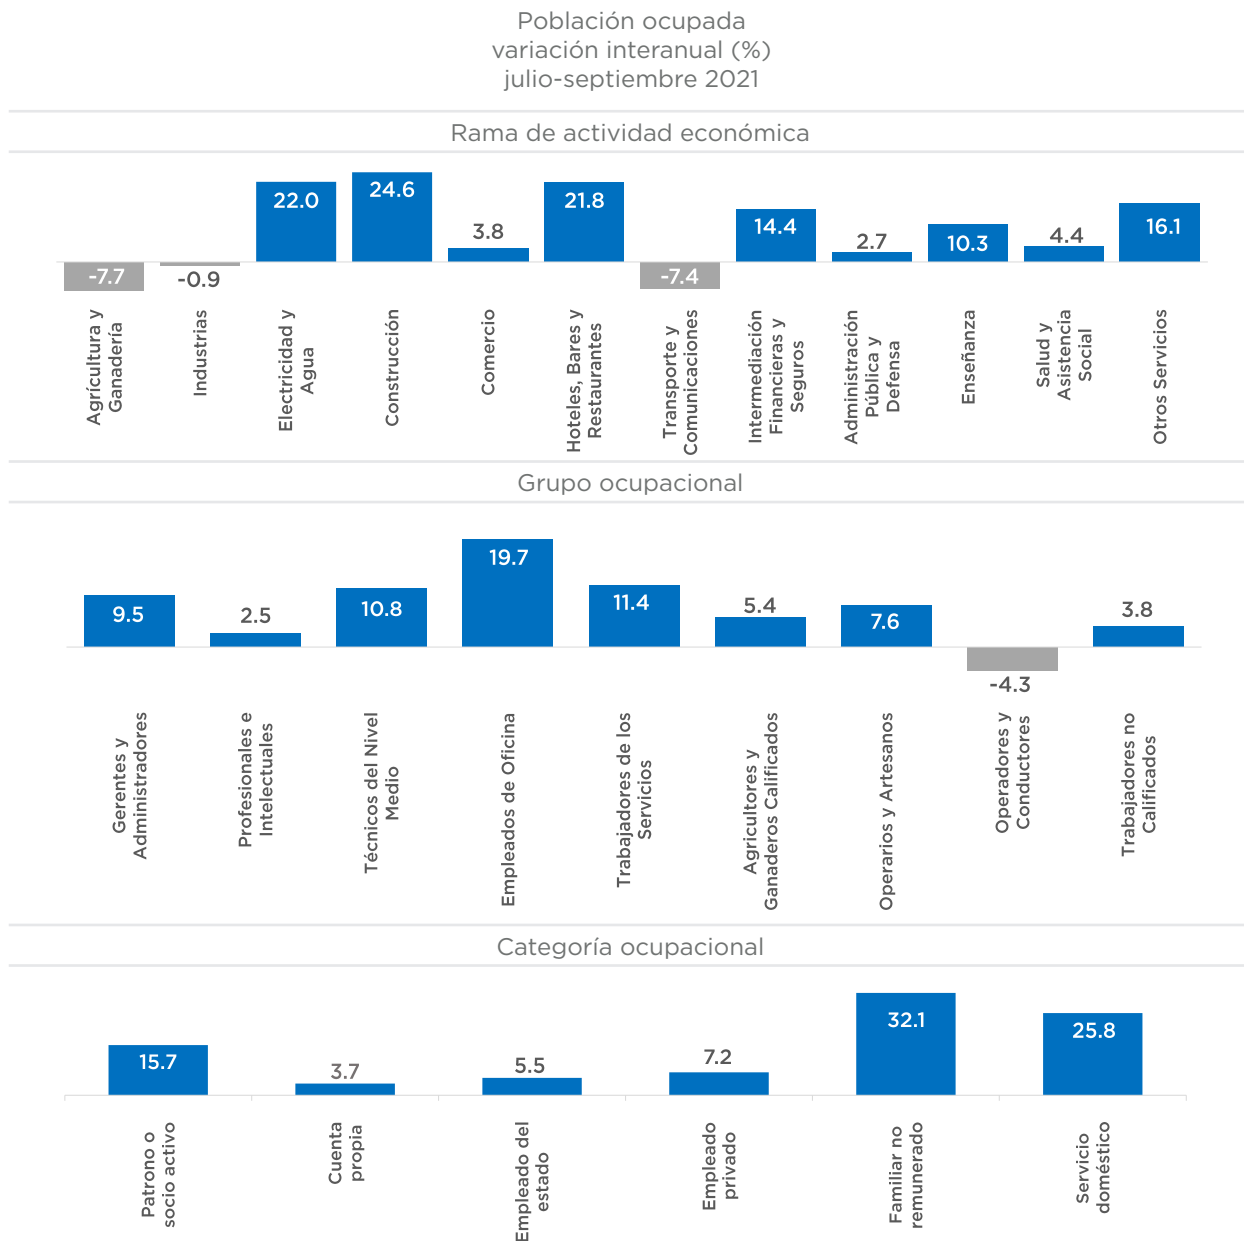 Población ocupada
variación interanual (%)
julio-septiembre 2021
Rama de actividad económica
-7.7
-0.9
22.0
24.6
3.8
21.8
-7.4
14.4
2.7
10.3
4.4
16.1
Agrícultura y
Ganadería
Industrias
Electricidad y
Agua
Construcción
Comercio
Hoteles, Bares y
Restaurantes
Transporte y
Comunicaciones
Intermediación
Financieras y
Seguros
Administración
Pública y
Defensa
Enseñanza
Salud y
Asistencia
Social
Otros Servicios
Grupo ocupacional
9.5
2.5
10.8
19.7
11.4
5.4
7.6
-4.3
3.8
Gerentes y
Administradores
Profesionales e
Intelectuales
Técnicos del Nivel
Medio
Empleados de Oficina
Trabajadores de los
Servicios
Agricultores y
Ganaderos Calificados
Operarios y Artesanos
Operadores y
Conductores
Trabajadores no
Calificados
Categoría ocupacional
15.7
3.7
5.5
7.2
32.1
25.8
Patrono o
socio activo
Cuenta
propia
Empleado del
estado
Empleado
privado
Familiar no
remunerado
Servicio
doméstico